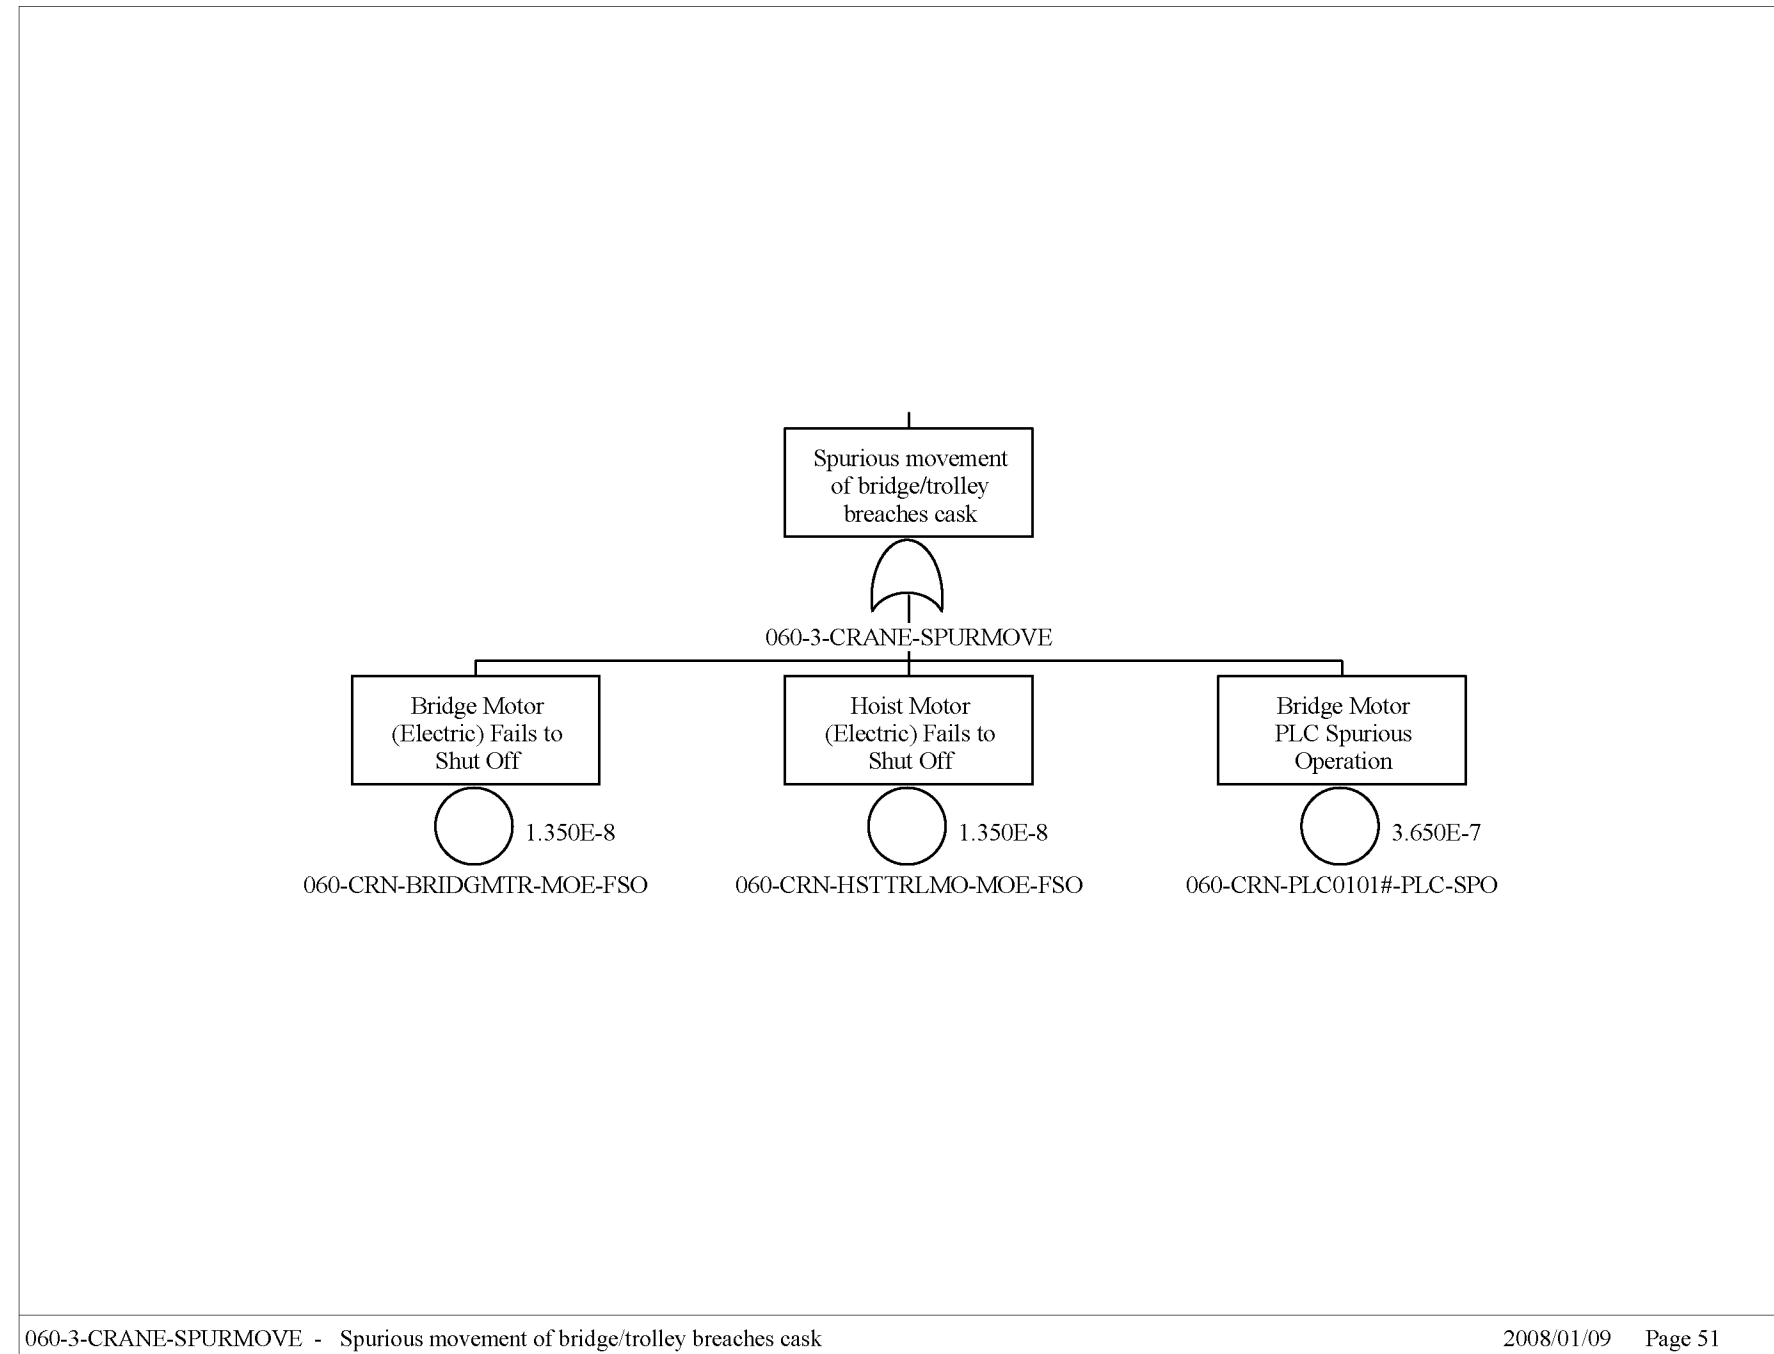 Spurious movement
of bridge/trolley
breaches cask
060-3-CRANE-SPURMOVE
Bridge Motor
(Electric) Fails to
Shut Off
1.350E-8
060-CRN-BRIDGMTR-MOE-FSO
Hoist Motor
(Electric) Fails to
Shut Off
1.350E-8
060-CRN-HSTTRLMO-MOE-FSO
Bridge Motor
PLC Spurious
Operation
3.650E-7
060-CRN-PLC0101#-PLC-SPO
060-3-CRANE-SPURMOVE - Spurious movement of bridge/trolley breaches cask
2008/01/09 Page 51